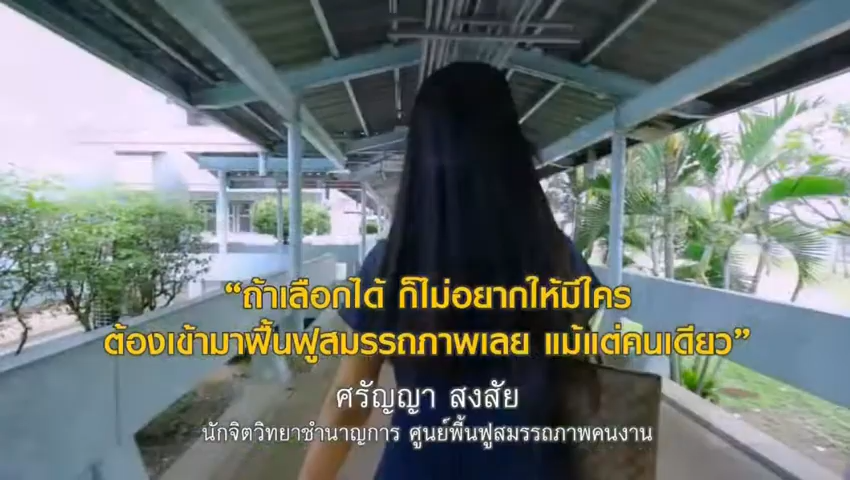 “ถ้าเลือกได้ ก็ไม่อยากให้มีใคร
ต้องเข้ามาฟื้นฟูสมรรถภาพเลย แม้แต่คนเดียว”
ศรัญญา สงสัย
นักจิตวิทยาชำนาญการ ศูนย์ฟื้นฟูสมรรถภาพคนงาน